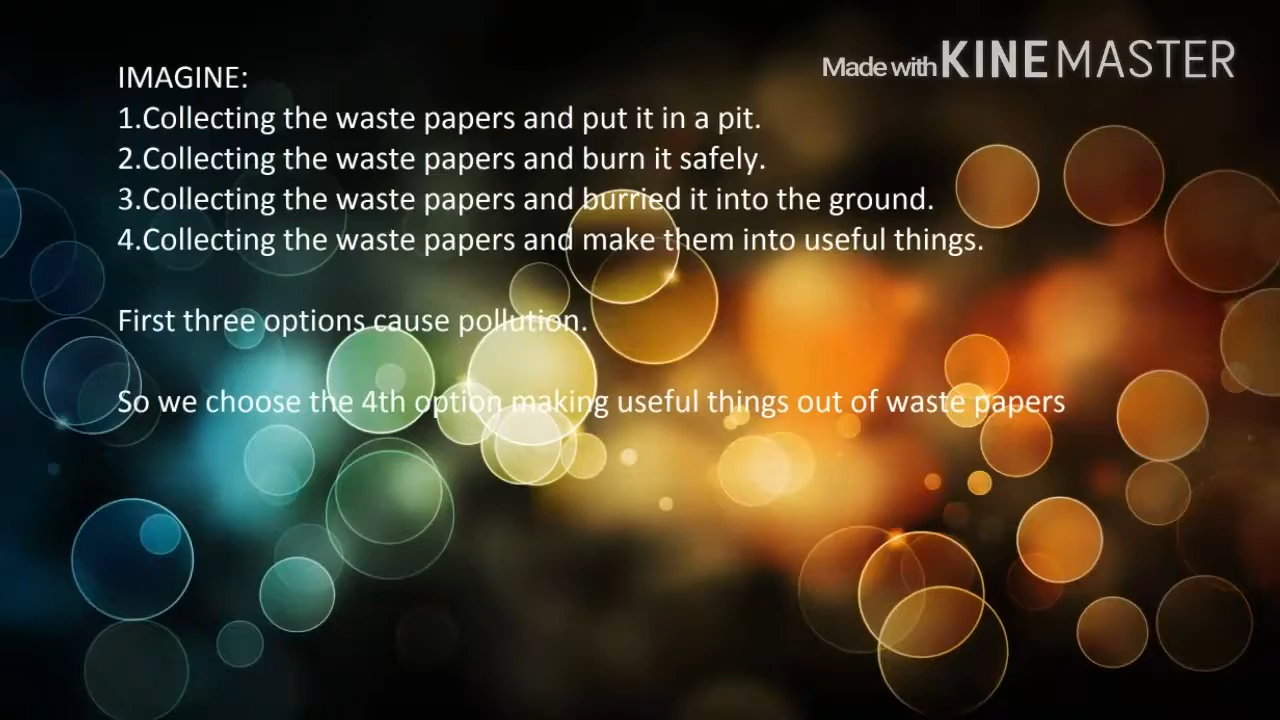 Made with KINEMASTER
IMAGINE:
1.Collecting the waste papers and put it in a pit.
2.Collecting the waste papers and burn it safely.
3.Collecting the waste papers and burried it into the ground.
4.Collecting the waste papers and make them into useful things.
First three options cause pollution.
So we choose the 4th option making useful things out of waste papers